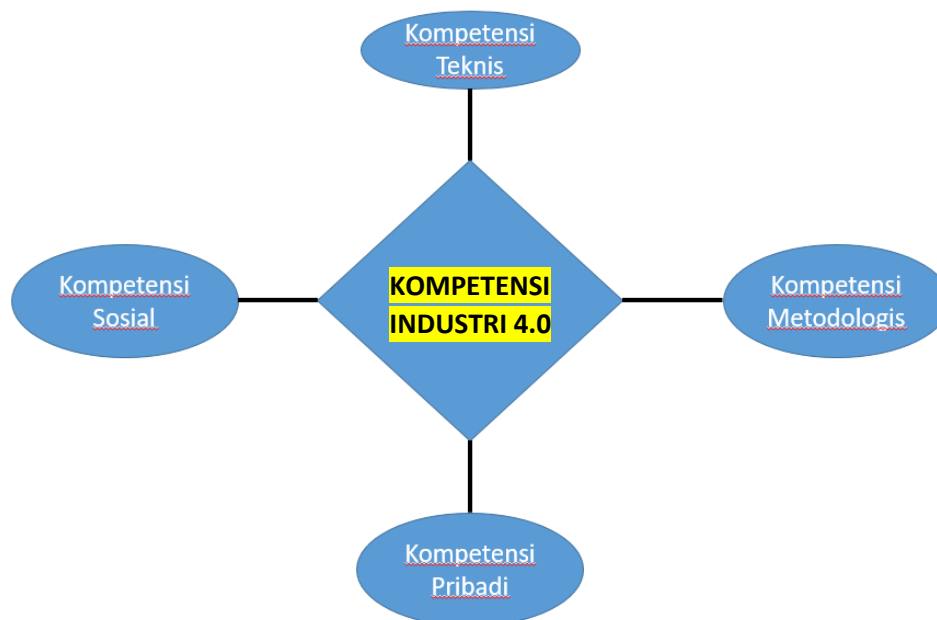 Kompetensi
Teknis
Kompetensi
Sosial
KOMPETENSI
INDUSTRI 4.0
Kompetensi
Metodologis
Kompetensi
Pribadi